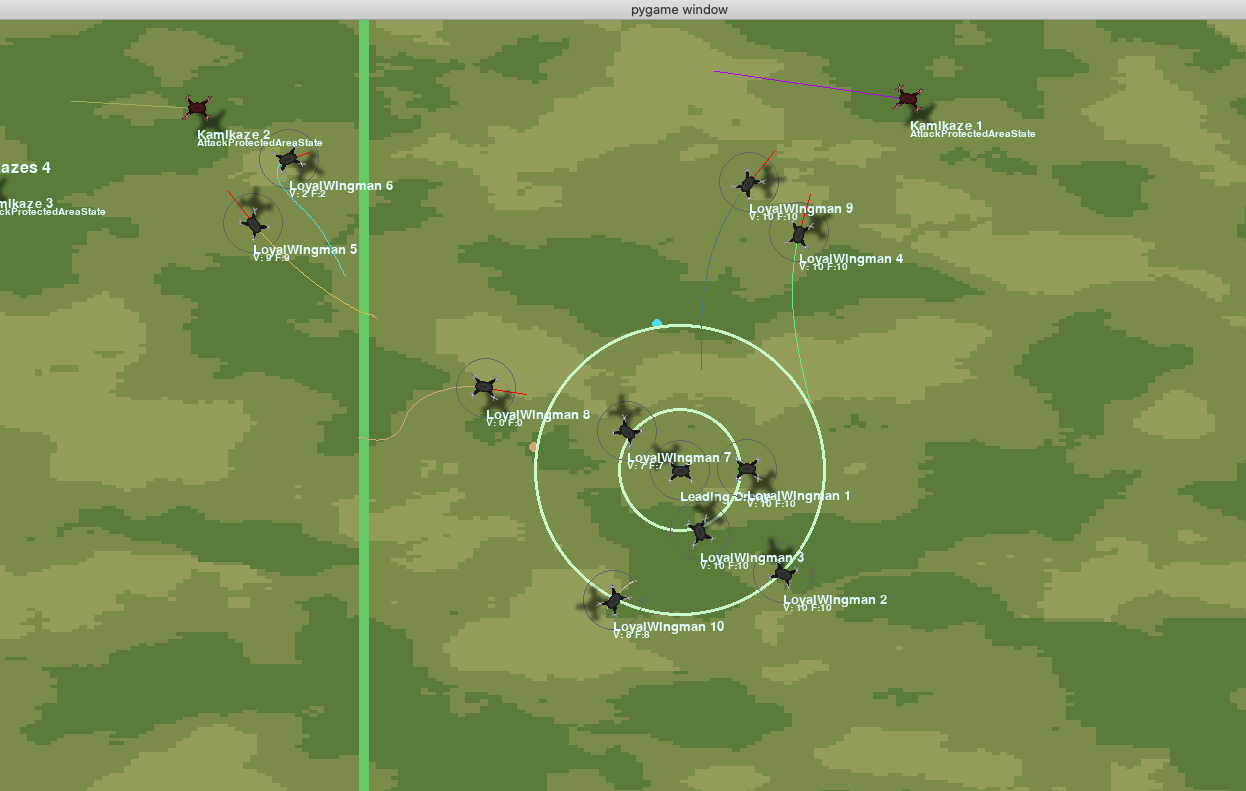 pygame window
Kamikaze 1
AttackProtectedAreaState
Kamikaze 2
AttackProtectedAreaState
azes 4
LoyalWingman 6
V: 2 F:2
mikaze 3
ckProtectedAreaState
LoyalWingman 9
V: 10 F:10
LoyalWingman 5
V: 9 F:9
LoyalWingman 4
V: 10 F:10
LoyalWingman 8
V: 0 F:0
LoyalWingman 7
V: 7 F:7
Leading D
LoyalWingman 1
V: 10 F:10
LoyalWingman 3
V: 10 F:10
LoyalWingman 2
V: 10 F:10
LoyalWingman 10
V: 8 F:8